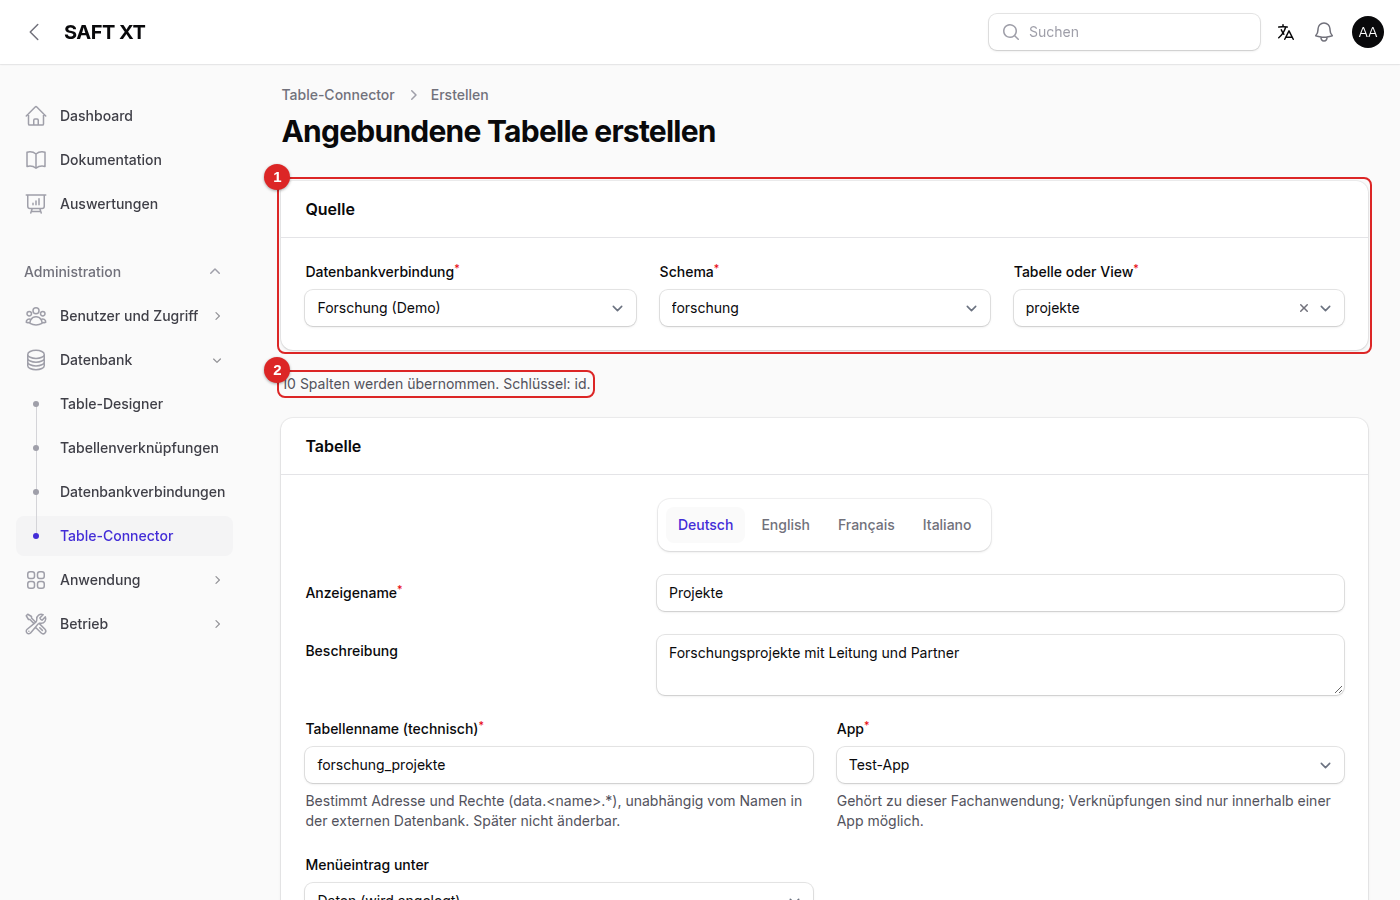 SAFT XT
Suchen
AA
Dashboard
Dokumentation
Auswertungen
Administration
Benutzer und Zugriff
Datenbank
Table-Designer
Tabellenverknüpfungen
Datenbankverbindungen
Table-Connector
Anwendung
Betrieb
Table-Connector > Erstellen
Angebundene Tabelle erstellen
1
Quelle
Datenbankverbindung* Schema* Tabelle oder View*
Forschung (Demo) forschung projekte
2
10 Spalten werden übernommen. Schlüssel: id.
Tabelle
Deutsch English Français Italiano
Anzeigename* Projekte
Beschreibung Forschungsprojekte mit Leitung und Partner
Tabellenname (technisch)* App*
forschung_projekte Test-App
Bestimmt Adresse und Rechte (data.<name>.*), unabhängig vom Namen in
der externen Datenbank. Später nicht änderbar.
Gehört zu dieser Fachanwendung; Verknüpfungen sind nur innerhalb einer
App möglich.
Menüeintrag unter
Daten (wird angelegt)